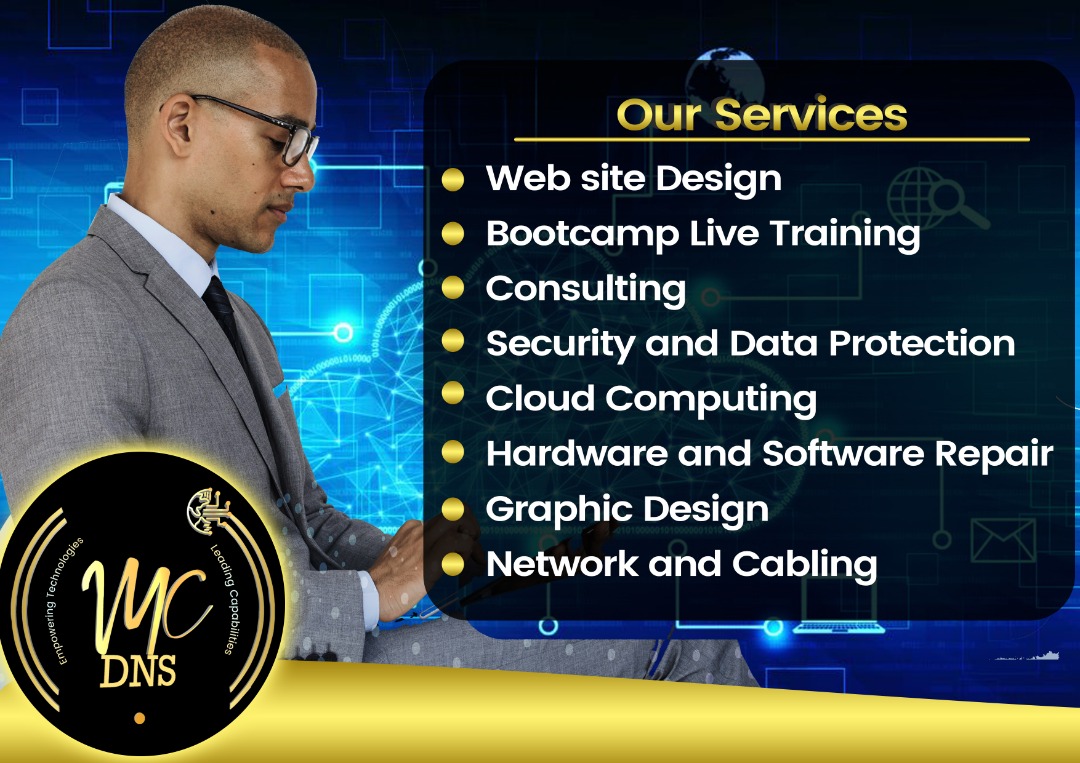 Our Services
Web site Design
Bootcamp Live Training
Consulting
Security and Data Protection
Cloud Computing
Hardware and Software Repair
Graphic Design
Network and Cabling
Empowering Technologies
Leading Capabilities
MC
DNS